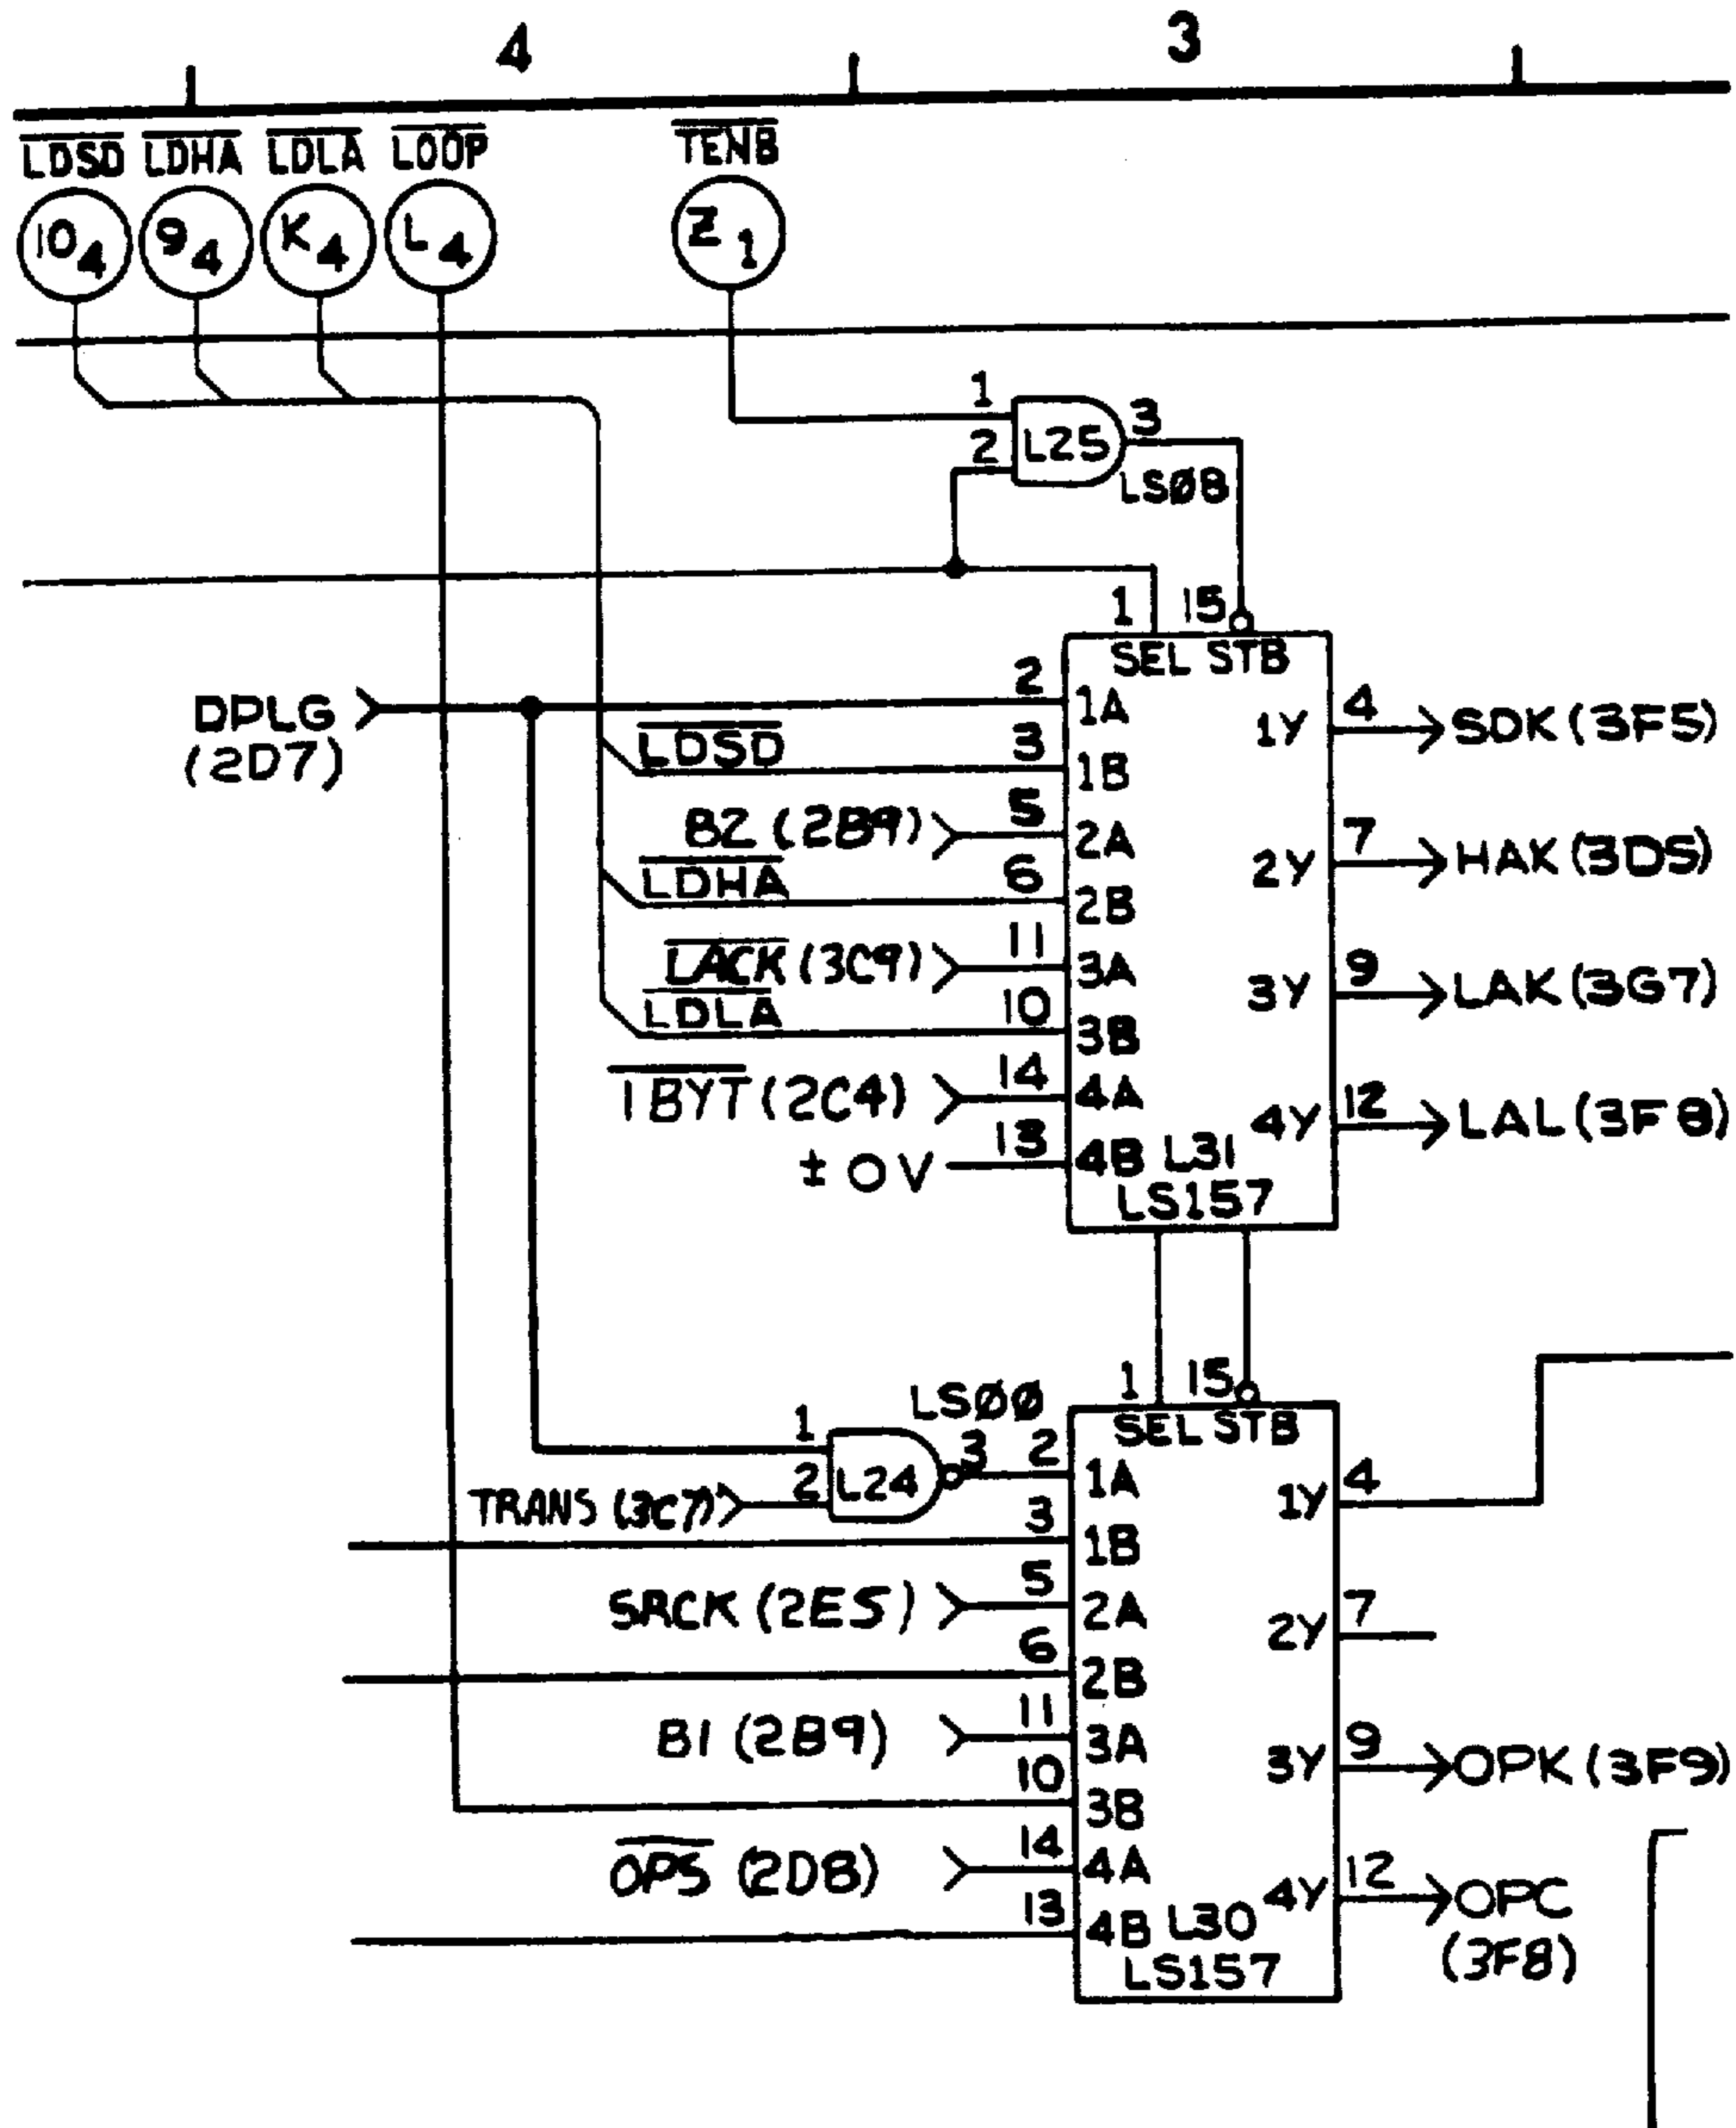 4 3
LDSD LDHA LDLA LOOP TENB
10 4 9 4 K 4 L 4 Z 1
1
2 L25 3
LSØ8
1 15
SEL STB
DPLG 2 1A 1Y 4 SDK (3F5)
(2D7)
LDSD 3 1B
B2 (2B9) 5 2A 2Y 7 HAK (3D5)
LDHA 6 2B
LACK (3C9) 11 3A 3Y 9 LAK (3G7)
LDLA 10 3B
1BYT (2C4) 14 4A 4Y 12 LAL (3F8)
± 0 V 13 4B L31
LS157
1 15
LSØØ SEL STB
1
2 L24 3 2 1A 1Y 4
TRANS (3C7)
3 1B
SRCK (2E5) 5 2A 2Y 7
6 2B
B1 (2B9) 11 3A 3Y 9 OPK (3F9)
10 3B
OPS (2D8) 14 4A 4Y 12 OPC
(3F8)
13 4B L30
LS157